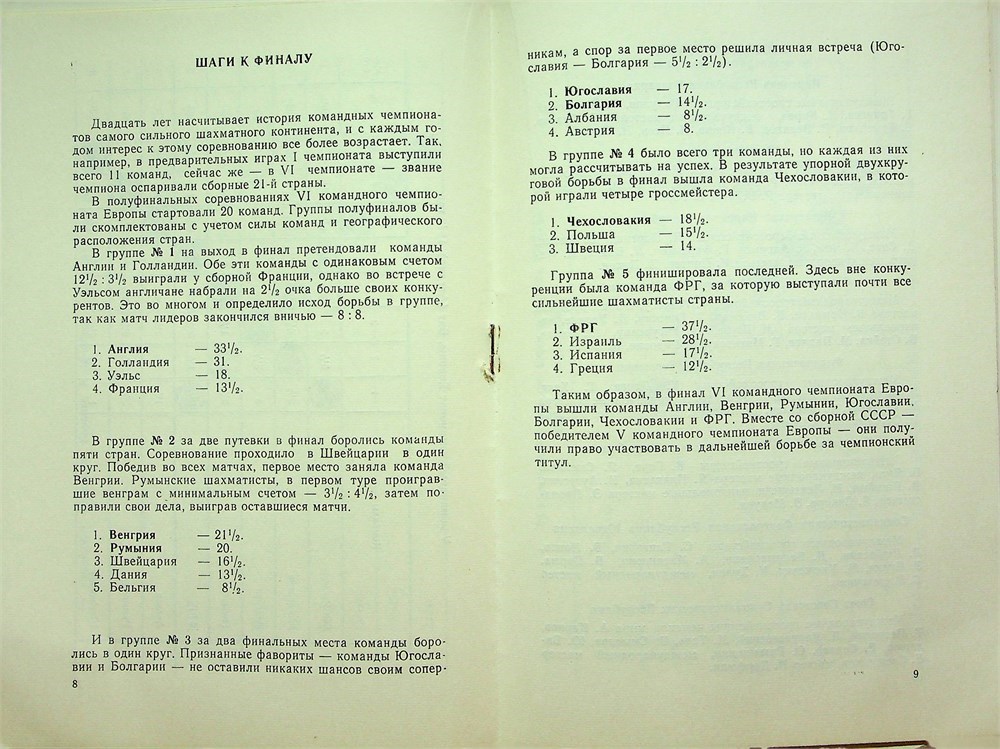 ШАГИ К ФИНАЛУ
Двадцать лет насчитывает история командных чемпиона-
тов самого сильного шахматного континента, и с каждым го-
дом интерес к этому соревнованию все более возрастает. Так,
например, в предварительных играх I чемпионата выступили
всего 11 команд, сейчас же — в VI чемпионате — звание
чемпиона оспаривали сборные 21-й страны.
В полуфинальных соревнованиях VI командного чемпио-
ната Европы стартовали 20 команд. Группы полуфиналов бы-
ли скомплектованы с учетом силы команд и географического
расположения стран.
В группе № 1 на выход в финал претендовали команды
Англии и Голландии. Обе эти команды с одинаковым счетом
12½ : 3½ выиграли у сборной Франции, однако во встрече с
Уэльсом англичане набрали на 2½ очка больше своих конку-
рентов. Это во многом и определило исход борьбы в группе,
так как матч лидеров закончился вничью — 8 : 8.
1. Англия — 33½.
2. Голландия — 31.
3. Уэльс — 18.
4. Франция — 13½.
В группе № 2 за две путевки в финал боролись команды
пяти стран. Соревнование проходило в Швейцарии в один
круг. Победив во всех матчах, первое место заняла команда
Венгрии. Румынские шахматисты, в первом туре проиграв-
шие венграм с минимальным счетом — 3½ : 4½, затем по-
правили свои дела, выиграв оставшиеся матчи.
1. Венгрия — 21½.
2. Румыния — 20.
3. Швейцария — 16½.
4. Дания — 13½.
5. Бельгия — 8½.
И в группе № 3 за два финальных места команды боро-
лись в один круг. Признанные фавориты — команды Югосла-
вии и Болгарии — не оставили никаких шансов своим сопер-
8
никам, а спор за первое место решила личная встреча (Юго-
славия — Болгария — 5½ : 2½).
1. Югославия — 17.
2. Болгария — 14½.
3. Албания — 8½.
4. Австрия — 8.
В группе № 4 было всего три команды, но каждая из них
могла рассчитывать на успех. В результате упорной двухкру-
говой борьбы в финал вышла команда Чехословакии, в кото-
рой играли четыре гроссмейстера.
1. Чехословакия — 18½.
2. Польша — 15½.
3. Швеция — 14.
Группа № 5 финишировала последней. Здесь вне конку-
ренции была команда ФРГ, за которую выступали почти все
сильнейшие шахматисты страны.
1. ФРГ — 37½.
2. Израиль — 28½.
3. Испания — 17½.
4. Греция — 12½.
Таким образом, в финал VI командного чемпионата Евро-
пы вышли команды Англии, Венгрии, Румынии, Югославии,
Болгарии, Чехословакии и ФРГ. Вместе со сборной СССР —
победителем V командного чемпионата Европы — они полу-
чили право участвовать в дальнейшей борьбе за чемпионский
титул.
9